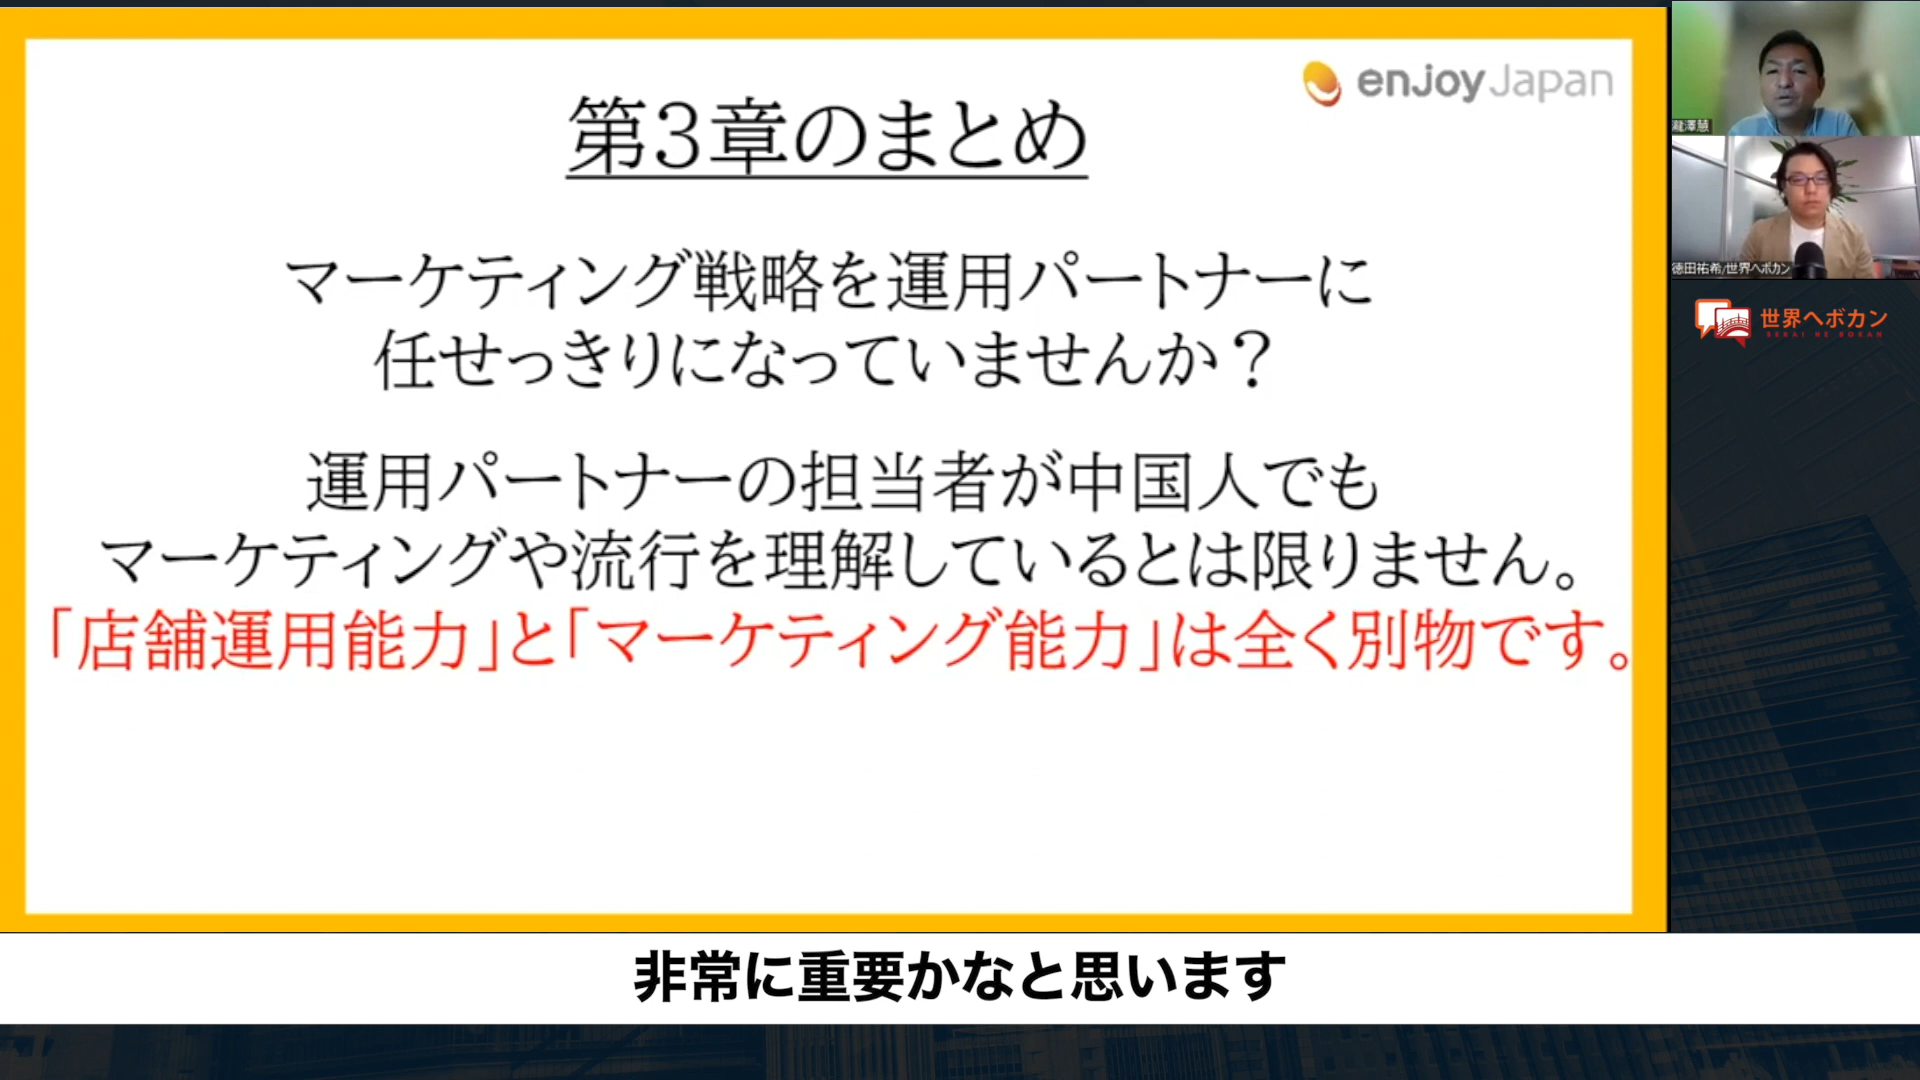 enjoy Japan
第3章のまとめ
マーケティング戦略を運用パートナーに
任せっきりになっていませんか？
運用パートナーの担当者が中国人でも
マーケティングや流行を理解しているとは限りません。
「店舗運用能力」と「マーケティング能力」は全く別物です。
瀧澤慧
徳田祐希/世界へボカン
世界へボカン
SEKAI HE BOKAN
非常に重要かなと思います